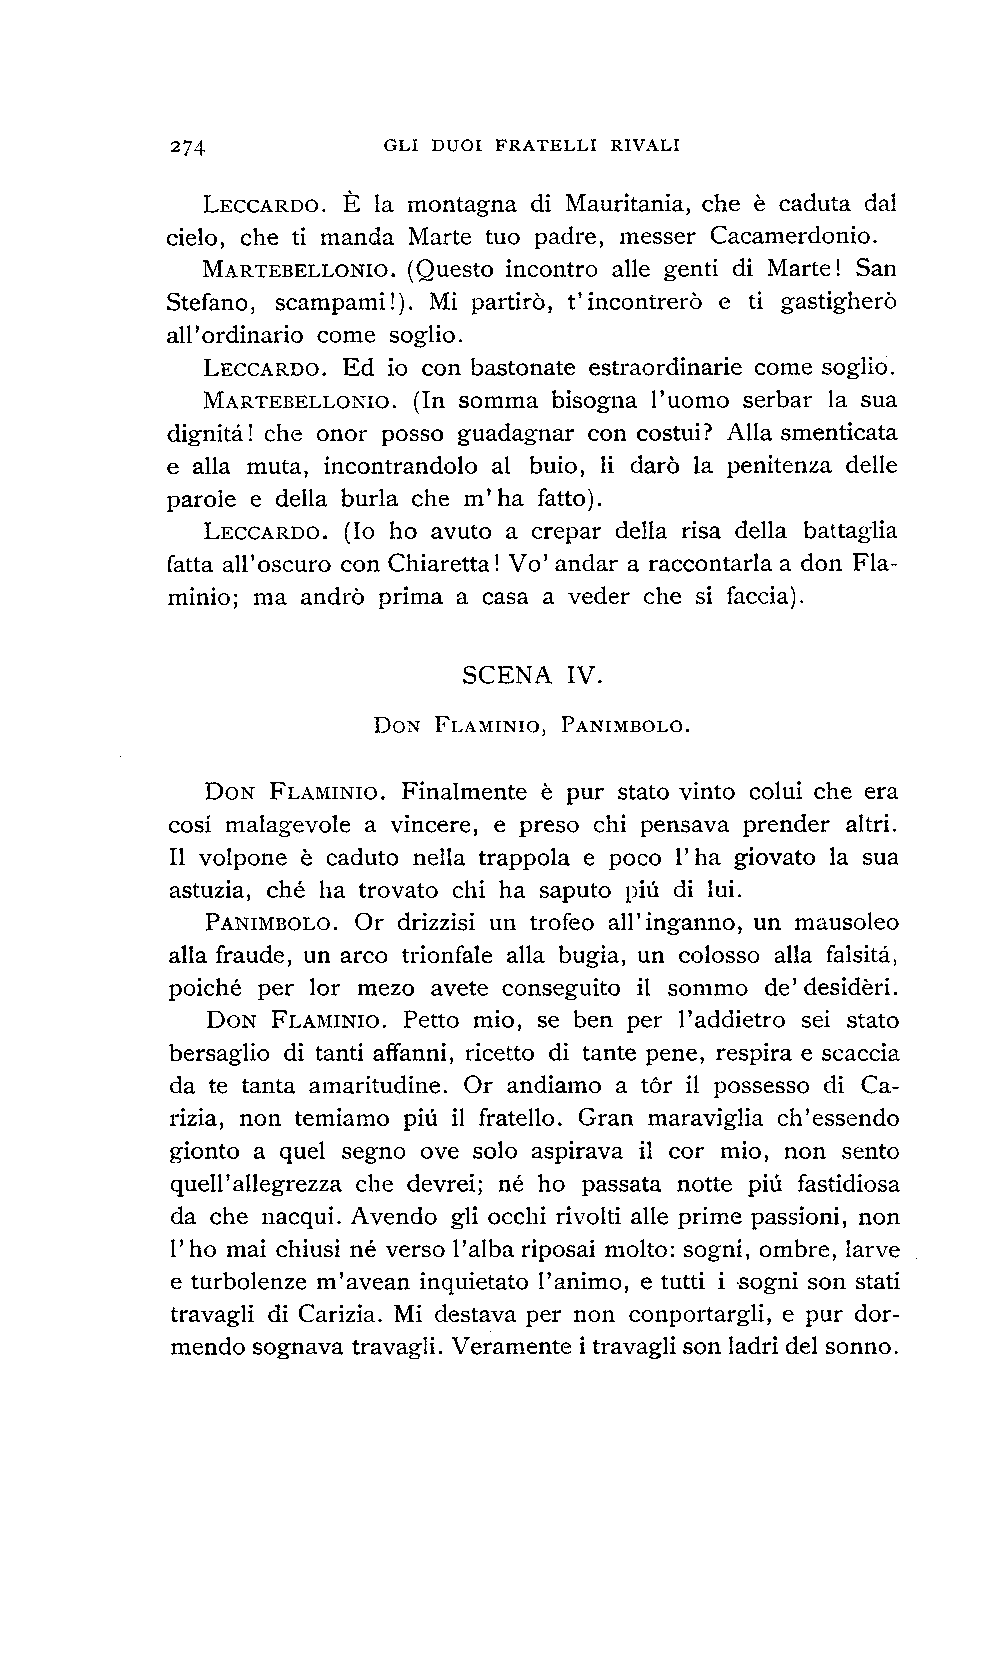 274 GLI DUOI FRATELLI RIVALI
Leccardo. È la montagna di Mauritania, che è caduta dal
cielo, che ti manda Marte tuo padre, messer Cacamerdonio.
Martebellonio. (Questo incontro alle genti di Marte! San
Stefano, scampami!). Mi partirò, t'incontrerò e ti gastigherò
all'ordinario come soglio.
Leccardo. Ed io con bastonate estraordinarie come soglio.
Martebellonio. (In somma bisogna l'uomo serbar la sua
dignitá! che onor posso guadagnar con costui? Alla smenticata
e alla muta, incontrandolo al buio, li darò la penitenza delle
parole e della burla che m'ha fatto).
Leccardo. (Io ho avuto a crepar della risa della battaglia
fatta all'oscuro con Chiaretta! Vo' andar a raccontarla a don Fla-
minio; ma andrò prima a casa a veder che si faccia).
SCENA IV.
Don Flaminio, Panimbolo.
Don Flaminio. Finalmente è pur stato vinto colui che era
cosí malagevole a vincere, e preso chi pensava prender altri.
Il volpone è caduto nella trappola e poco l'ha giovato la sua
astuzia, ché ha trovato chi ha saputo piú di lui.
Panimbolo. Or drizzisi un trofeo all'inganno, un mausoleo
alla fraude, un arco trionfale alla bugia, un colosso alla falsitá,
poiché per lor mezo avete conseguito il sommo de' desidèri.
Don Flaminio. Petto mio, se ben per l'addietro sei stato
bersaglio di tanti affanni, ricetto di tante pene, respira e scaccia
da te tanta amaritudine. Or andiamo a tôr il possesso di Ca-
rizia, non temiamo piú il fratello. Gran maraviglia ch'essendo
gionto a quel segno ove solo aspirava il cor mio, non sento
quell'allegrezza che devrei; né ho passata notte piú fastidiosa
da che nacqui. Avendo gli occhi rivolti alle prime passioni, non
l'ho mai chiusi né verso l'alba riposai molto: sogni, ombre, larve
e turbolenze m'avean inquietato l'animo, e tutti i sogni son stati
travagli di Carizia. Mi destava per non conportargli, e pur dor-
mendo sognava travagli. Veramente i travagli son ladri del sonno.